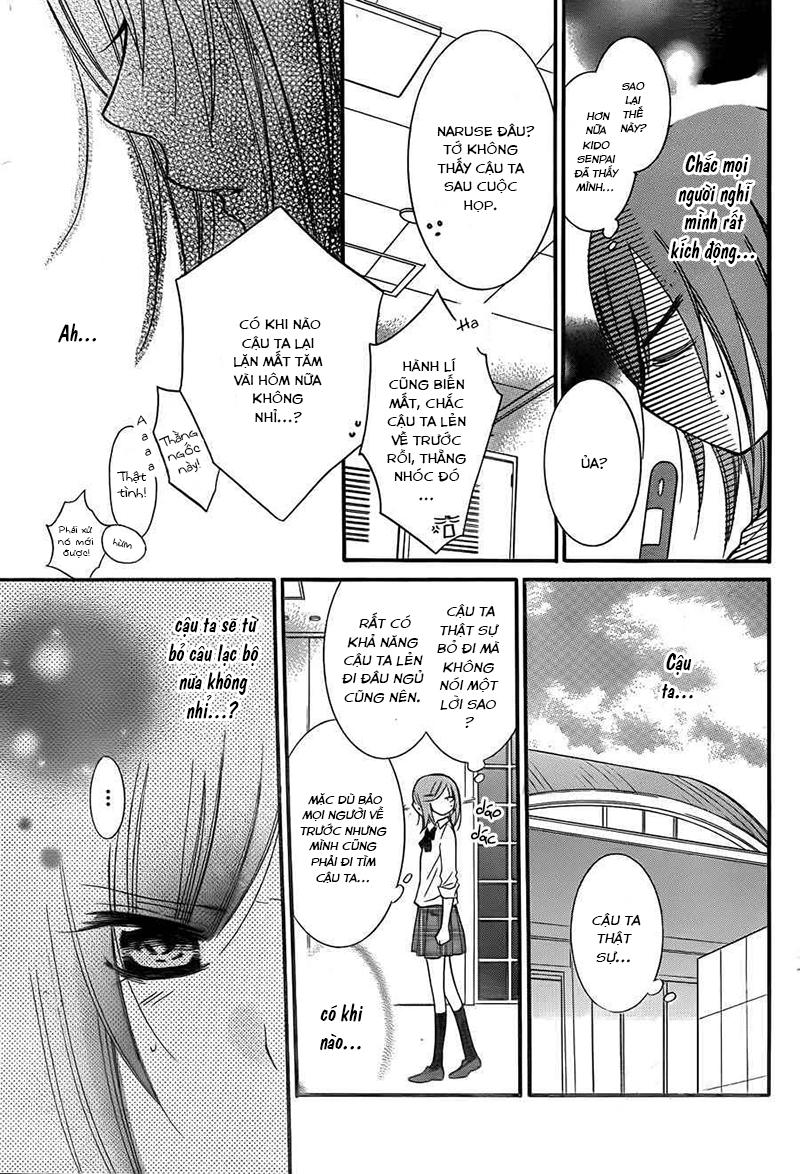 SAO LẠI
THẾ
NÀY?
HƠN
NỮA
KIDO
SENPAI
ĐÃ THẤY
MÌNH...
Chắc mọi
người nghĩ
mình rất
kích động...
ỦA?
NARUSE ĐÂU?
TỚ KHÔNG
THẤY CẬU TA
SAU CUỘC
HỌP.
Ha
HÀNH LÍ
CŨNG BIẾN
MẤT, CHẮC
CẬU TA LẺN
VỀ TRƯỚC
RỒI, THẰNG
NHÓC ĐÓ
...
CÓ KHI NÀO
CẬU TA LẠI
LẶN MẤT TĂM
VÀI HÔM NỮA
KHÔNG
NHỈ...?
Ah...
Thằng
ngốc
này!
A
a
a
a
Thật
tình!
hừm
Phải xử
nó mới
được!
Cậu
ta...
CẬU TA
THẬT
SỰ...
CẬU TA
THẬT SỰ
BỎ ĐI MÀ
KHÔNG
NÓI MỘT
LỜI SAO
?
RẤT CÓ
KHẢ NĂNG
CẬU TA LẺN
ĐI ĐÂU NGỦ
CŨNG NÊN.
dáo
dác
MẶC DÙ BẢO
MỌI NGƯỜI VỀ
TRƯỚC NHƯNG
MÌNH CŨNG
PHẢI ĐI TÌM
CẬU TA...
có khi
nào...
cậu ta sẽ từ
bỏ câu lạc bộ
nữa không
nhỉ...?
...